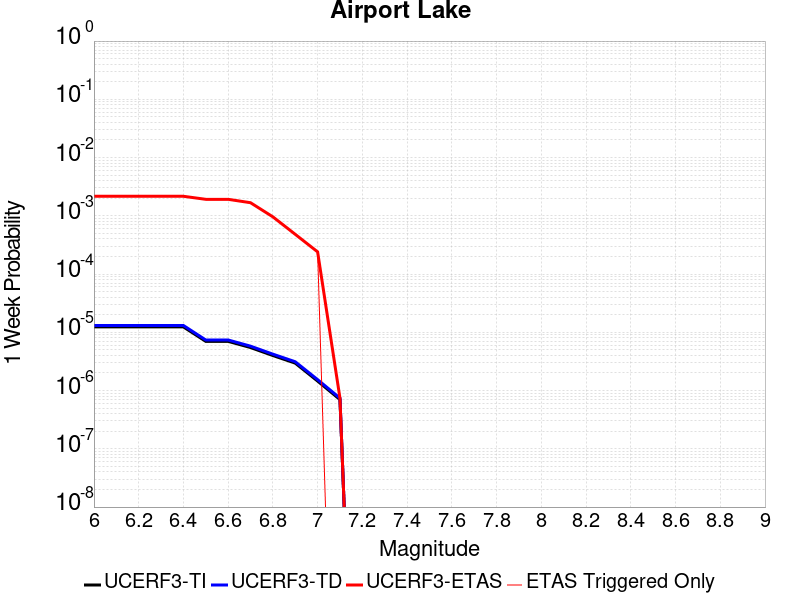 Airport Lake
10^0
10^-1
10^-2
10^-3
10^-4
10^-5
10^-6
10^-7
10^-8
1 Week Probability
6 6.2 6.4 6.6 6.8 7 7.2 7.4 7.6 7.8 8 8.2 8.4 8.6 8.8 9
Magnitude
UCERF3-TI UCERF3-TD UCERF3-ETAS ETAS Triggered Only